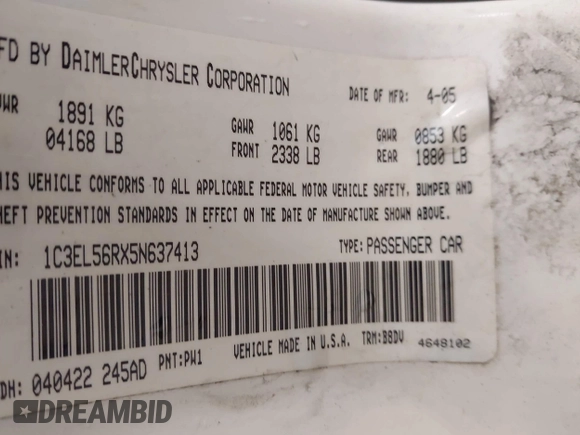 FD BY DAIMLERCHRYSLER CORPORATION
DATE OF MFR: 4-05
1891 KG
04168 LB
GAWR 1061 KG
FRONT 2338 LB
GAWR 0853 KG
REAR 1880 LB
VEHICLE CONFORMS TO ALL APPLICABLE FEDERAL MOTOR VEHICLE SAFETY, BUMPER AND
PREVENTION STANDARDS IN EFFECT ON THE DATE OF MANUFACTURE SHOWN ABOVE.
IN: 1C3EL56RX5N637413
TYPE: PASSENGER CAR
DH: 040422 245AD
PNT: PW1
VEHICLE MADE IN U.S.A.
TRM: B8DV
4648102
DREAMBID